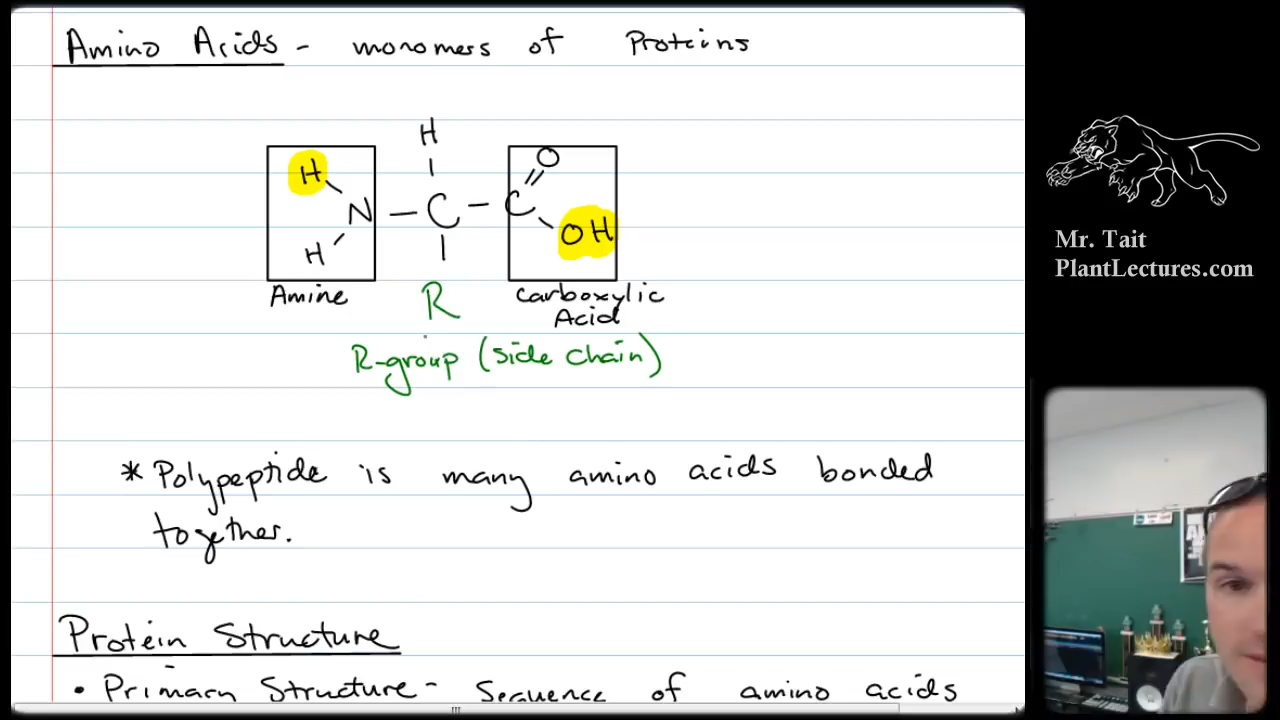 Amino Acids - monomers of Proteins
H
H
O
N - C - C
OH
H
Amine
R
Carboxylic
Acid
R-group (side chain)
* Polypeptide is many amino acids bonded
together.
Protein Structure
• Primary Structure - Sequence of amino acids
Mr. Tait
PlantLectures.com